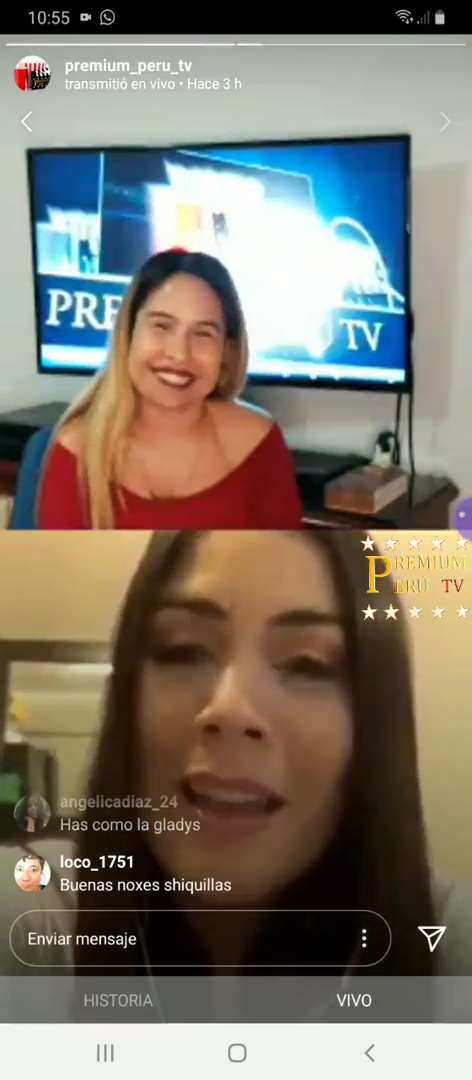 10:55
premium_peru_tv
transmitió en vivo • Hace 3 h
PRE
TV
PREMIUM
PERÚ TV
angelicadiaz_24
Has como la gladys
loco_1751
Buenas noxes shiquillas
Enviar mensaje
HISTORIA
VIVO